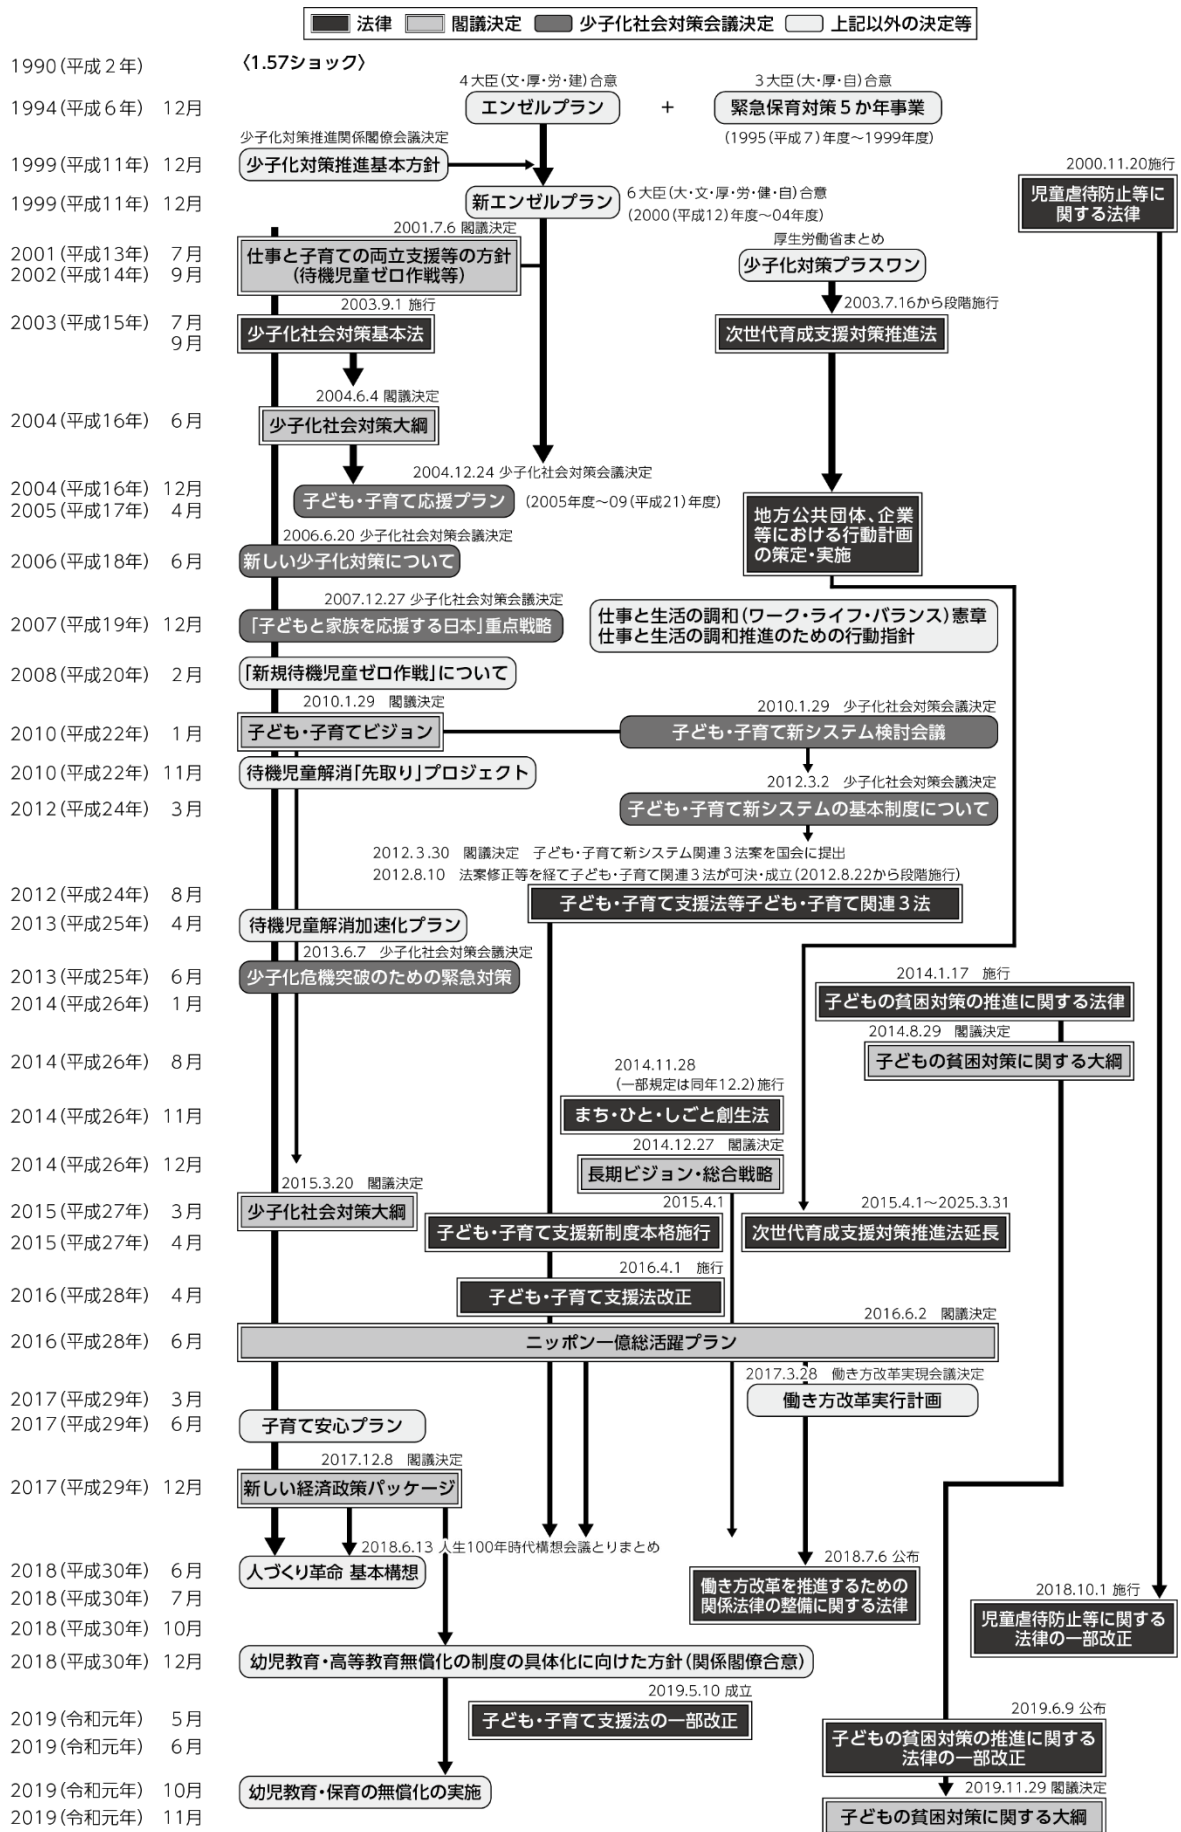 法律 閣議決定 少子化社会対策会議決定 上記以外の決定等
1990(平成２年) 〈1.57ショック〉
4大臣(文・厚・労・建)合意 3大臣(大・厚・自)合意
1994(平成６年) 12月 エンゼルプラン + 緊急保育対策５か年事業
(1995(平成７)年度～1999年度)
少子化対策推進関係閣僚会議決定
1999(平成11年) 12月 少子化対策推進基本方針
2000.11.20施行
児童虐待防止等に
関する法律
1999(平成11年) 12月 新エンゼルプラン 6大臣(大・文・厚・労・健・自)合意
(2000(平成12)年度～04年度)
2001.7.6 閣議決定
2001(平成13年) 7月 仕事と子育ての両立支援等の方針
(待機児童ゼロ作戦等)
厚生労働省まとめ
2002(平成14年) 9月 少子化対策プラスワン
2003.9.1 施行 2003.7.16から段階施行
2003(平成15年) 7月 少子化社会対策基本法 次世代育成支援対策推進法
9月
2004.6.4 閣議決定
2004(平成16年) 6月 少子化社会対策大綱
2004.12.24 少子化社会対策会議決定
2004(平成16年) 12月 子ども・子育て応援プラン (2005年度～09(平成21)年度)
2005(平成17年) 4月 地方公共団体、企業
等における行動計画
の策定・実施
2006.6.20 少子化社会対策会議決定
2006(平成18年) 6月 新しい少子化対策について
2007.12.27 少子化社会対策会議決定
2007(平成19年) 12月 「子どもと家族を応援する日本」重点戦略
仕事と生活の調和(ワーク・ライフ・バランス)憲章
仕事と生活の調和推進のための行動指針
2008(平成20年) 2月 「新規待機児童ゼロ作戦」について
2010.1.29 閣議決定 2010.1.29 少子化社会対策会議決定
2010(平成22年) 1月 子ども・子育てビジョン 子ども・子育て新システム検討会議
2010(平成22年) 11月 待機児童解消「先取り」プロジェクト
2012.3.2 少子化社会対策会議決定
2012(平成24年) 3月 子ども・子育て新システムの基本制度について
2012.3.30 閣議決定 子ども・子育て新システム関連３法案を国会に提出
2012.8.10 法案修正等を経て子ども・子育て関連３法が可決・成立(2012.8.22から段階施行)
2012(平成24年) 8月 子ども・子育て支援法等子ども・子育て関連３法
2013(平成25年) 4月 待機児童解消加速化プラン
2013.6.7 少子化社会対策会議決定
2013(平成25年) 6月 少子化危機突破のための緊急対策
2014.1.17 施行
2014(平成26年) 1月 子どもの貧困対策の推進に関する法律
2014.8.29 閣議決定
2014(平成26年) 8月 子どもの貧困対策に関する大綱
2014.11.28
(一部規定は同年12.2)施行
2014(平成26年) 11月 まち・ひと・しごと創生法
2014.12.27 閣議決定
2014(平成26年) 12月 長期ビジョン・総合戦略
2015.3.20 閣議決定
2015(平成27年) 3月 少子化社会対策大綱
2015.4.1 2015.4.1～2025.3.31
2015(平成27年) 4月 子ども・子育て支援新制度本格施行 次世代育成支援対策推進法延長
2016.4.1 施行
2016(平成28年) 4月 子ども・子育て支援法改正
2016.6.2 閣議決定
2016(平成28年) 6月 ニッポン一億総活躍プラン
2017.3.28 働き方改革実現会議決定
2017(平成29年) 3月 働き方改革実行計画
2017(平成29年) 6月 子育て安心プラン
2017.12.8 閣議決定
2017(平成29年) 12月 新しい経済政策パッケージ
2018.6.13 人生100年時代構想会議とりまとめ
2018(平成30年) 6月 人づくり革命 基本構想
2018.7.6 公布
2018(平成30年) 7月 働き方改革を推進するための
関係法律の整備に関する法律
2018.10.1 施行
2018(平成30年) 10月 児童虐待防止等に関する
法律の一部改正
2018(平成30年) 12月 幼児教育・高等教育無償化の制度の具体化に向けた方針(関係閣僚合意)
2019.5.10 成立
2019(令和元年) 5月 子ども・子育て支援法の一部改正
2019.6.9 公布
2019(令和元年) 6月 子どもの貧困対策の推進に関する
法律の一部改正
2019(令和元年) 10月 幼児教育・保育の無償化の実施
2019.11.29 閣議決定
2019(令和元年) 11月 子どもの貧困対策に関する大綱